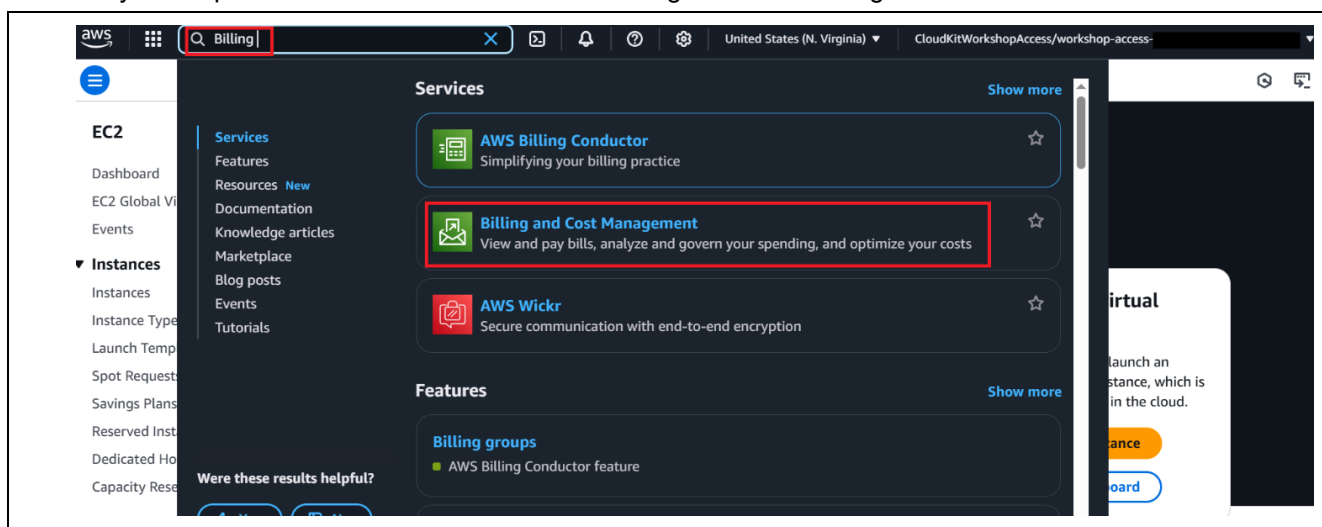 aws
Billing
United States (N. Virginia)
CloudKitWorkshopAccess/workshop-access-
EC2
Dashboard
EC2 Global Vi
Events
Instances
Instances
Instance Type
Launch Temp
Spot Request
Savings Plans
Reserved Inst
Dedicated Ho
Capacity Rese
Services
Features
Resources New
Documentation
Knowledge articles
Marketplace
Blog posts
Events
Tutorials
Were these results helpful?
Services
Show more
AWS Billing Conductor
Simplifying your billing practice
Billing and Cost Management
View and pay bills, analyze and govern your spending, and optimize your costs
AWS Wickr
Secure communication with end-to-end encryption
Features
Show more
Billing groups
AWS Billing Conductor feature
irtual
launch an
stance, which is
in the cloud.
tance
oard